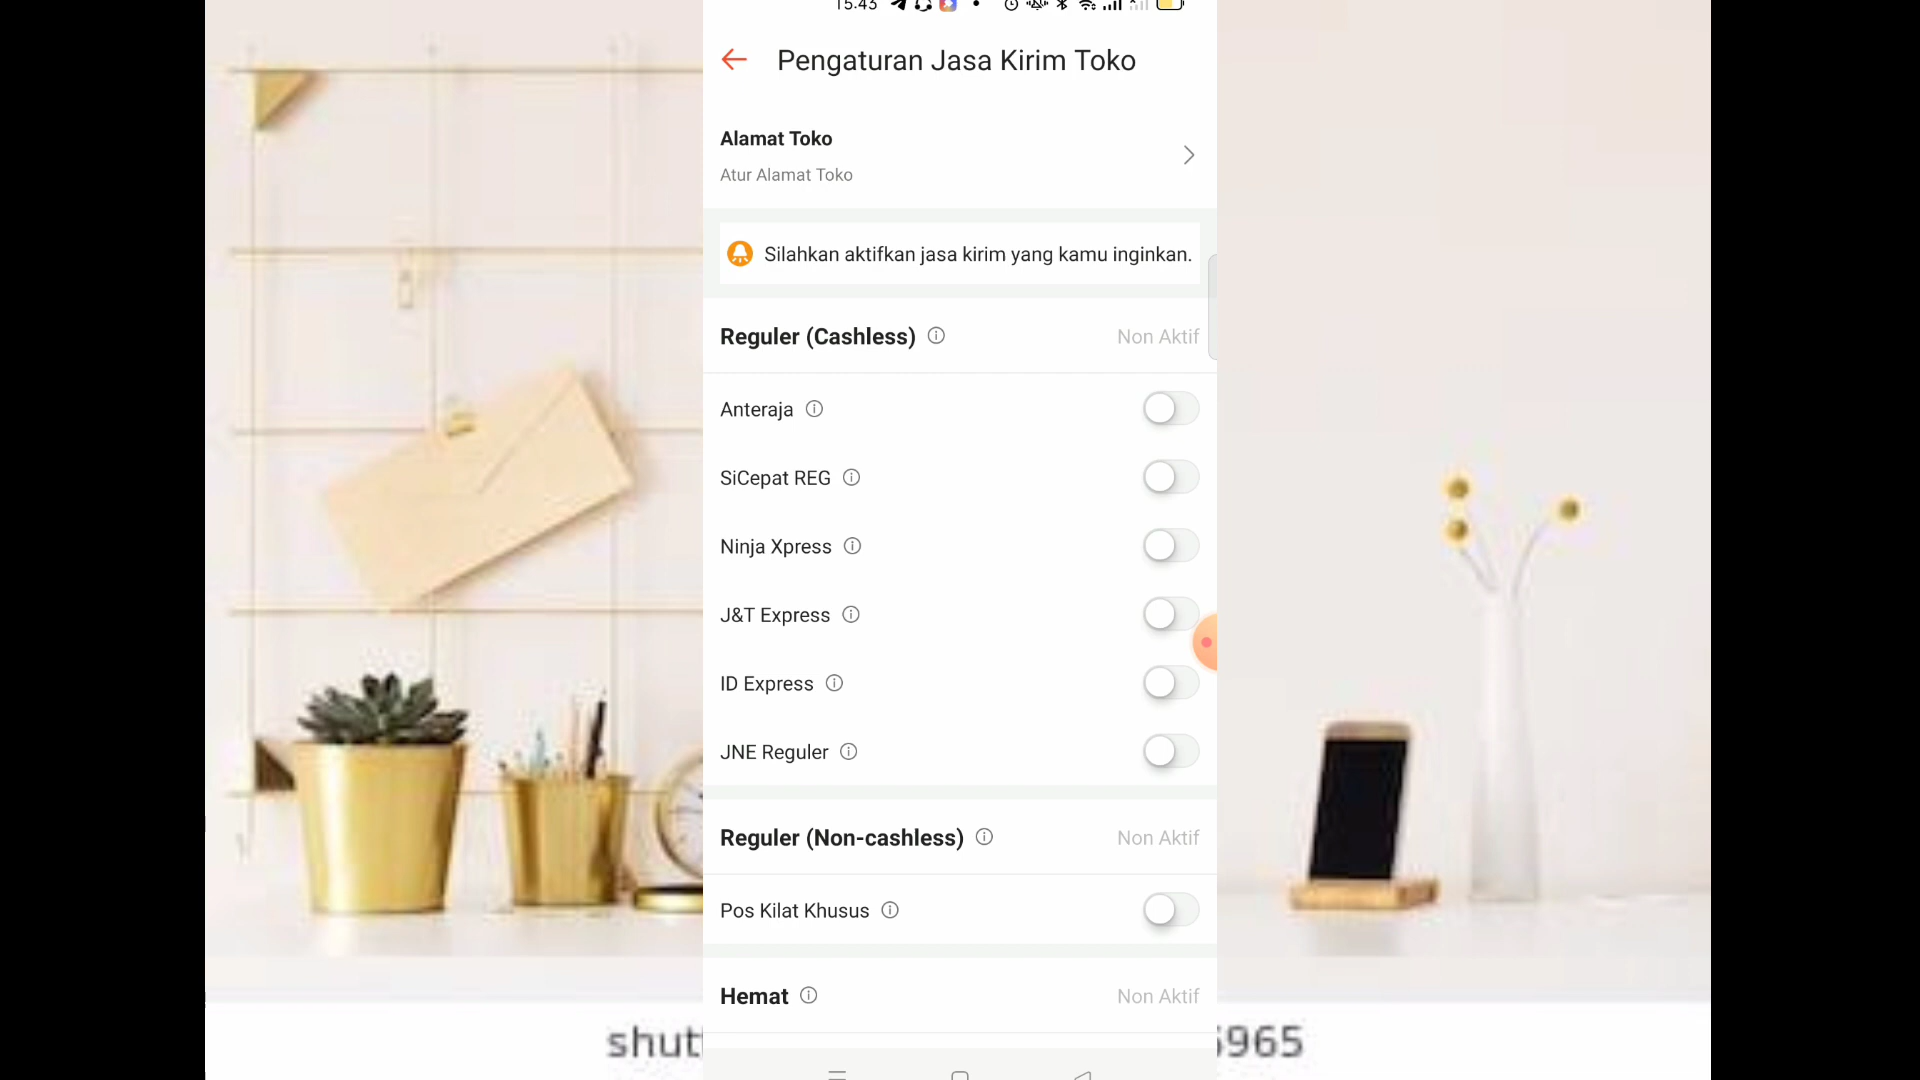 15.43
Pengaturan Jasa Kirim Toko
Alamat Toko
Atur Alamat Toko
Silahkan aktifkan jasa kirim yang kamu inginkan.
Reguler (Cashless)
Non Aktif
Anteraja
SiCepat REG
Ninja Xpress
J&T Express
ID Express
JNE Reguler
Reguler (Non-cashless)
Non Aktif
Pos Kilat Khusus
Hemat
Non Aktif
shut
965